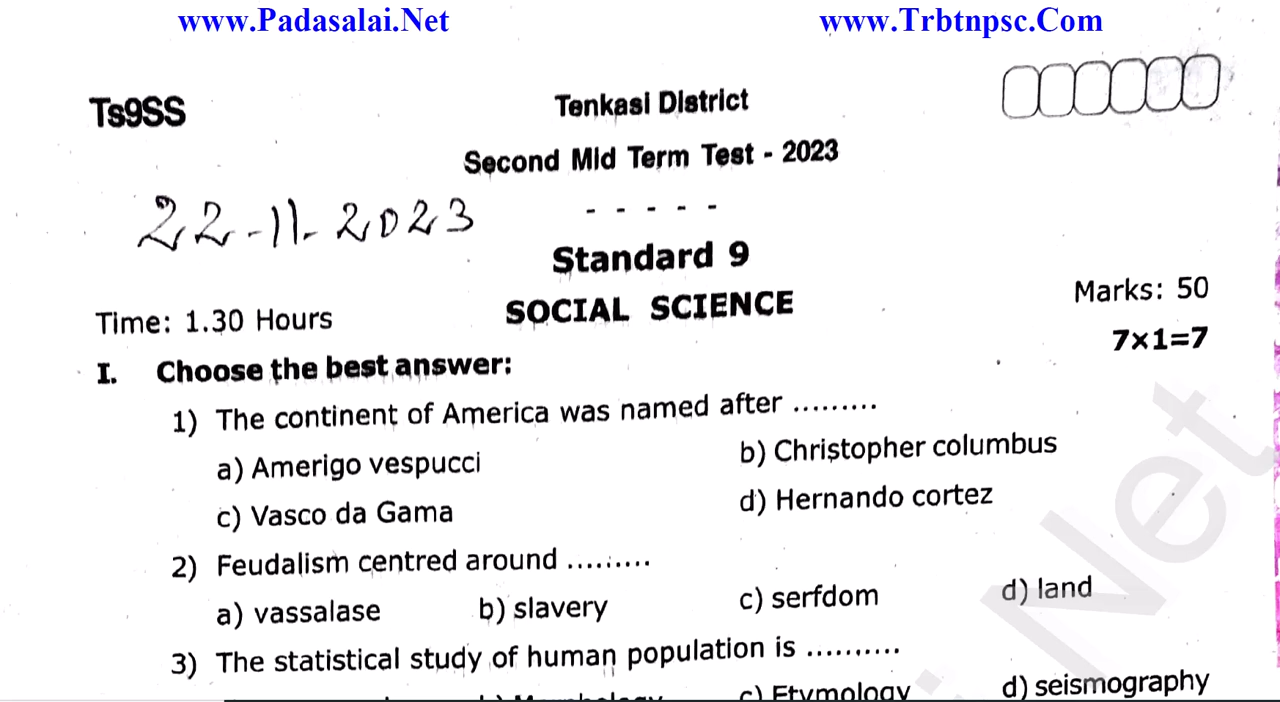 www.Padasalai.Net www.Trbtnpsc.Com
Ts9SS
Tenkasi District
Second Mid Term Test - 2023
22-11-2023
- - - - -
Standard 9
Time: 1.30 Hours SOCIAL SCIENCE Marks: 50
I. Choose the best answer: 7×1=7
1) The continent of America was named after .........
a) Amerigo vespucci b) Christopher columbus
c) Vasco da Gama d) Hernando cortez
2) Feudalism centred around .........
a) vassalase b) slavery c) serfdom d) land
3) The statistical study of human population is ..........
c) Etymology d) seismography
Net